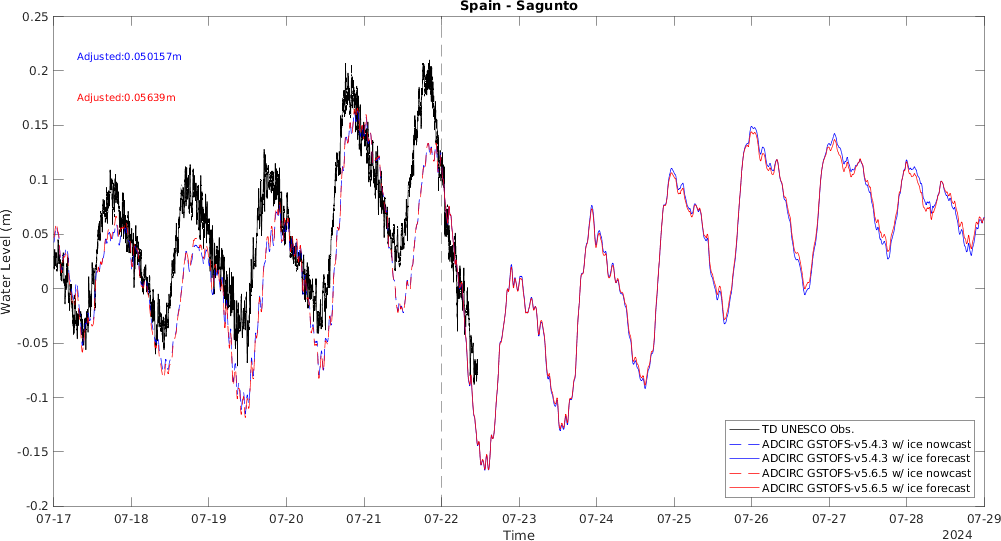 Spain - Sagunto
Adjusted:0.050157m
Adjusted:0.05639m
Water Level (m)
0.25
0.2
0.15
0.1
0.05
0
-0.05
-0.1
-0.15
-0.2
TD UNESCO Obs.
ADCIRC GSTOFS-v5.4.3 w/ ice nowcast
ADCIRC GSTOFS-v5.4.3 w/ ice forecast
ADCIRC GSTOFS-v5.6.5 w/ ice nowcast
ADCIRC GSTOFS-v5.6.5 w/ ice forecast
07-17 07-18 07-19 07-20 07-21 07-22 07-23 07-24 07-25 07-26 07-27 07-28 07-29
Time
2024